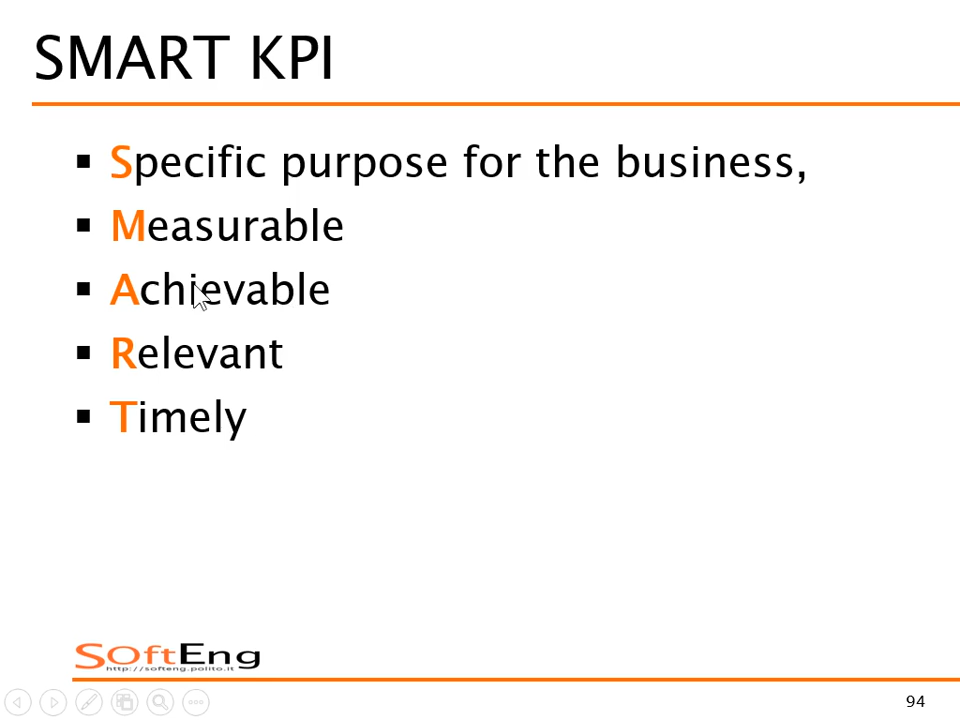 SMART KPI
▪ Specific purpose for the business,
▪ Measurable
▪ Achievable
▪ Relevant
▪ Timely
SOftEng
http://softeng.polito.it
94